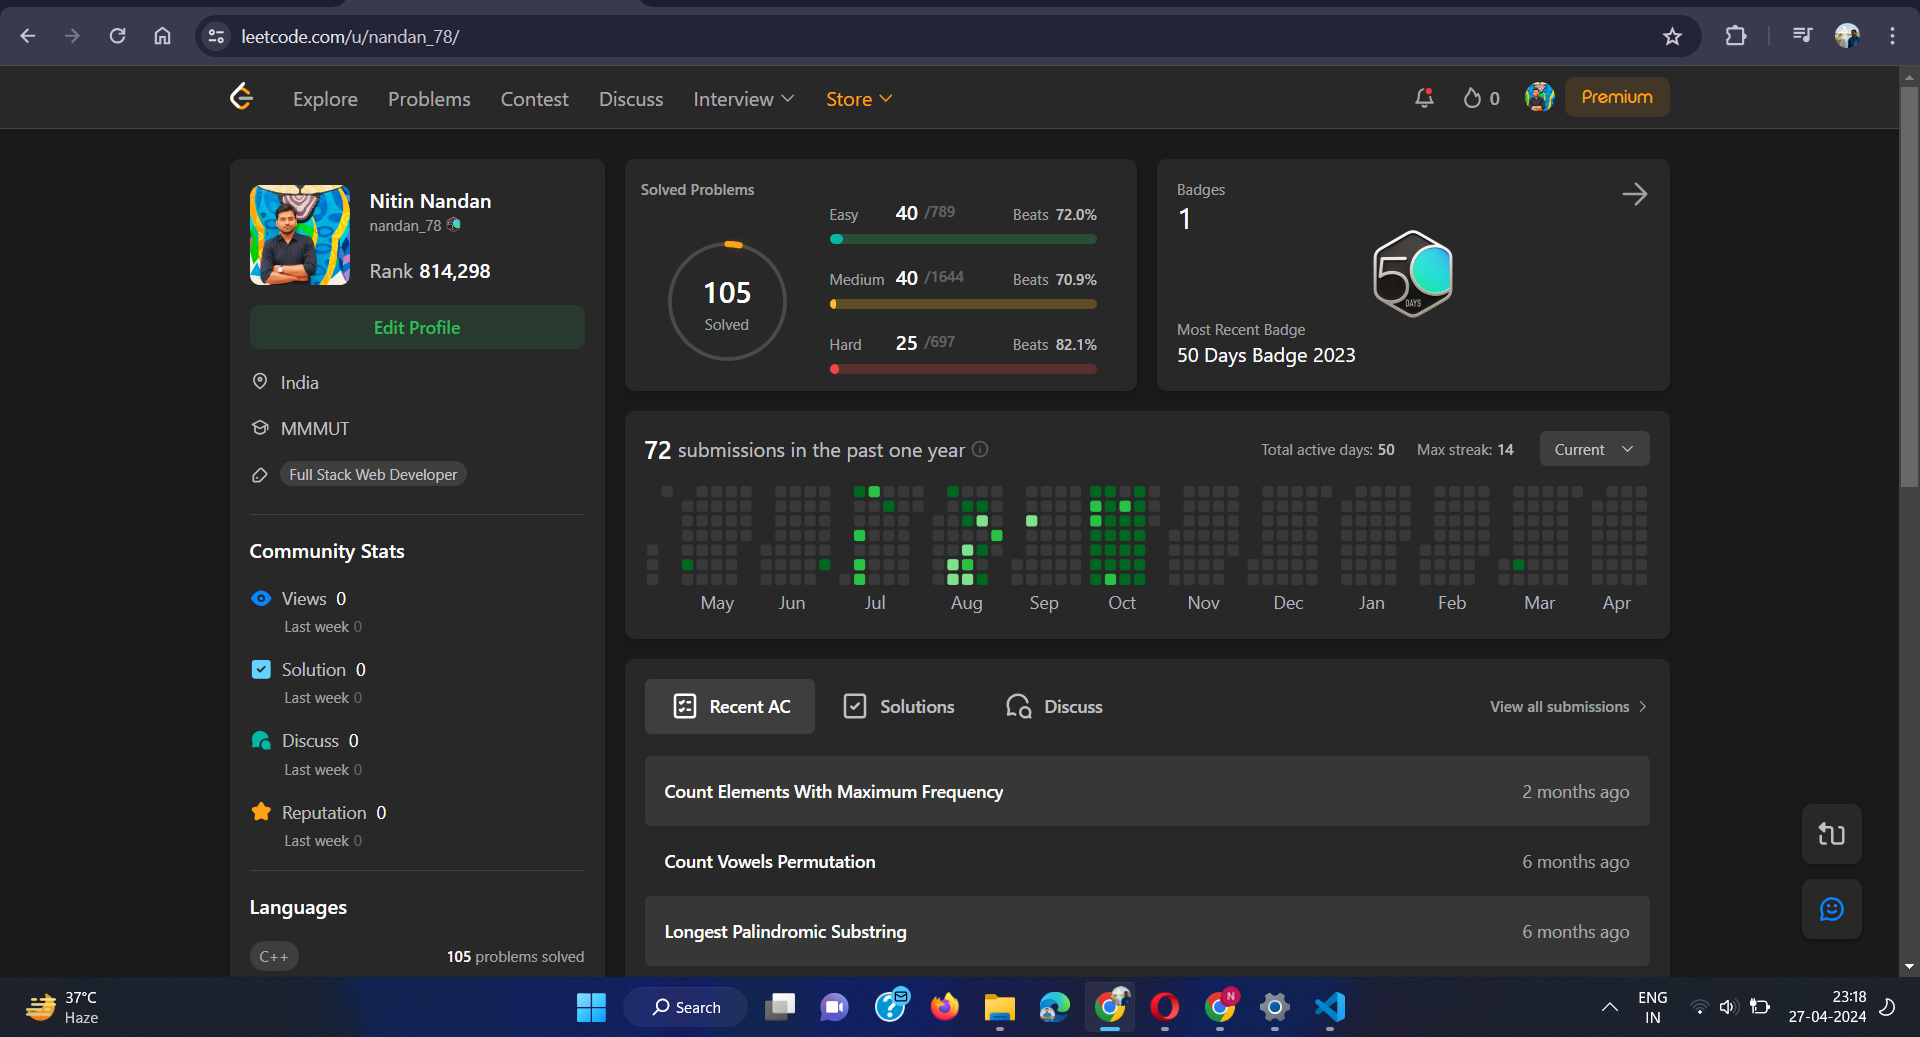 leetcode.com/u/nandan_78/
Explore Problems Contest Discuss Interview Store 0 Premium
Nitin Nandan
nandan_78
Rank 814,298
Edit Profile
India
MMMUT
Full Stack Web Developer
Community Stats
Views 0
Last week 0
Solution 0
Last week 0
Discuss 0
Last week 0
Reputation 0
Last week 0
Languages
C++ 105 problems solved
Solved Problems
105
Solved
Easy 40 /789 Beats 72.0%
Medium 40 /1644 Beats 70.9%
Hard 25 /697 Beats 82.1%
Badges
1
50
DAYS
Most Recent Badge
50 Days Badge 2023
72 submissions in the past one year Total active days: 50 Max streak: 14 Current
May Jun Jul Aug Sep Oct Nov Dec Jan Feb Mar Apr
Recent AC Solutions Discuss View all submissions
Count Elements With Maximum Frequency 2 months ago
Count Vowels Permutation 6 months ago
Longest Palindromic Substring 6 months ago
37°C
Haze
Search
N
ENG
IN
23:18
27-04-2024